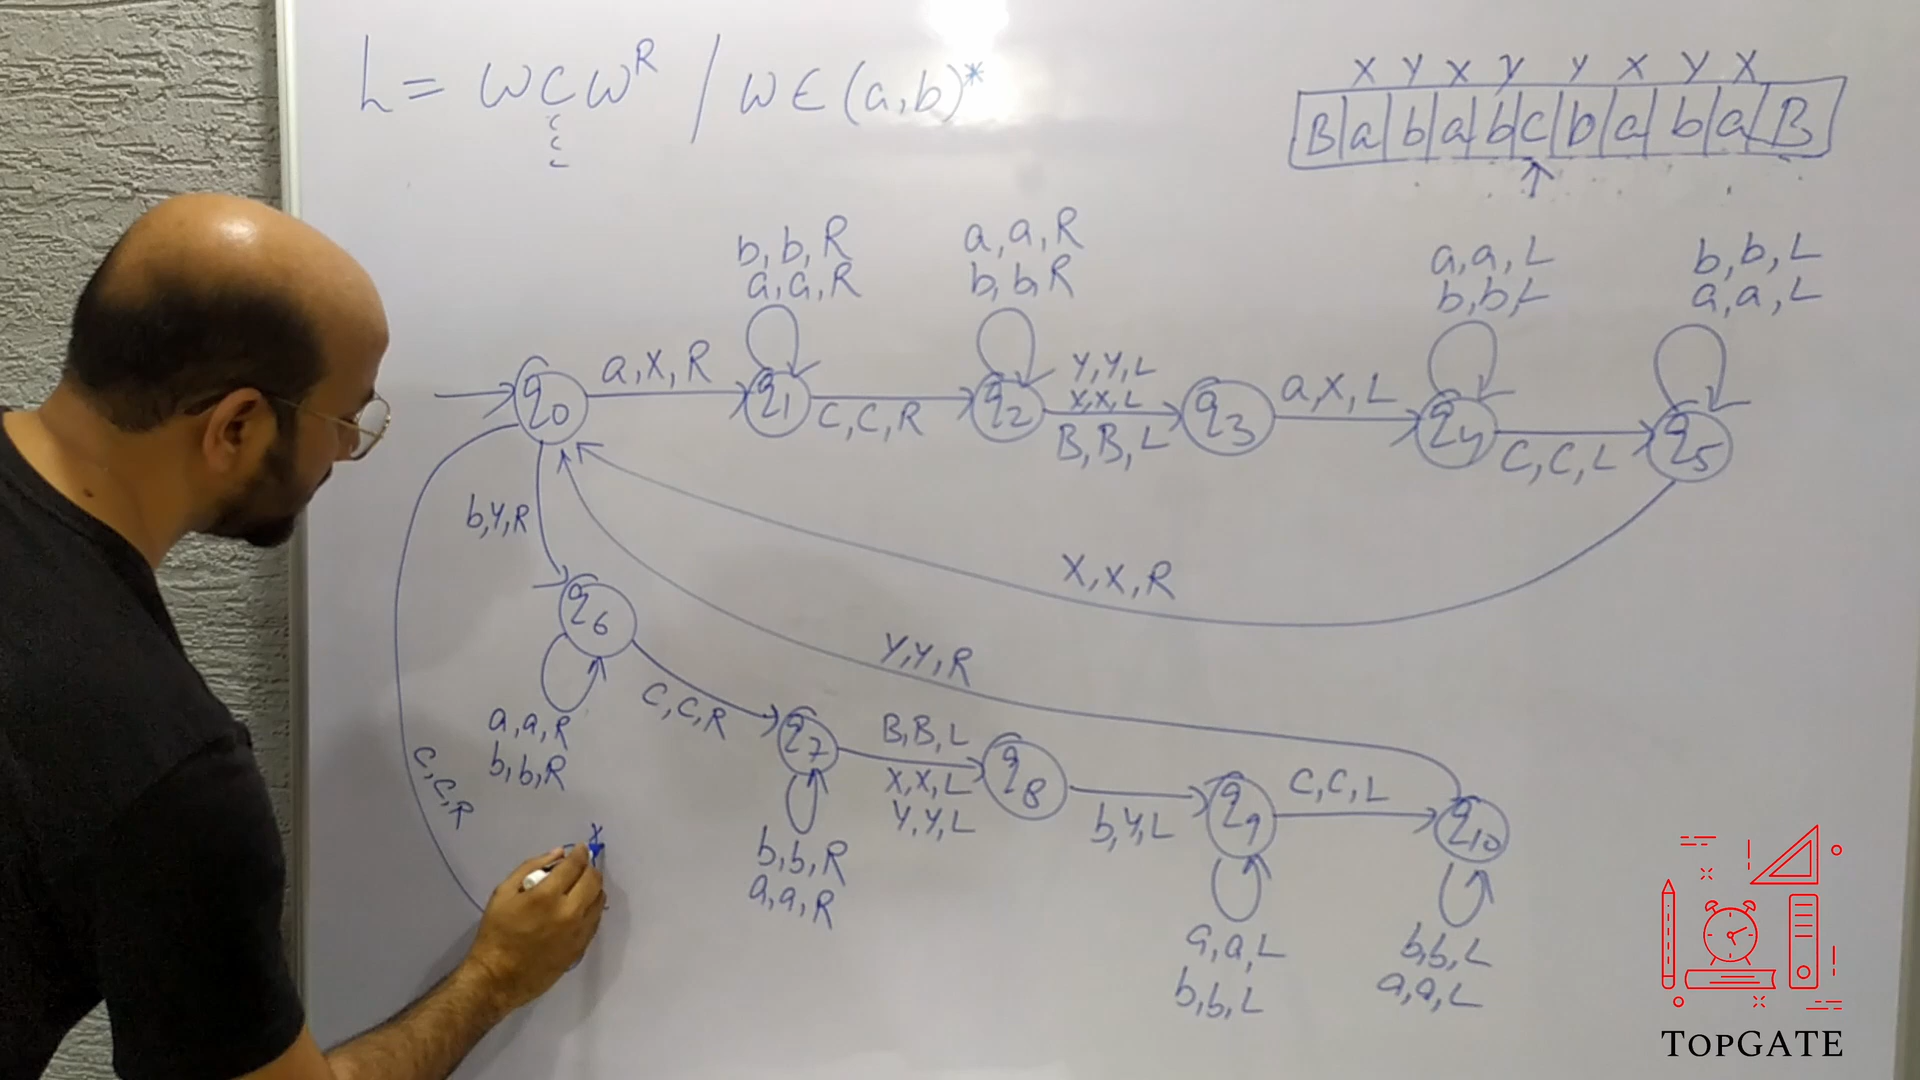 L = WCW^R / W ∈ (a,b)*
X Y X Y Y X Y X
B a b a b c b a b a B
b, b, R
a, a, R
a, a, R
b, b, R
a, a, L
b, b, L
b, b, L
a, a, L
q0
a, X, R
q1
C, C, R
q2
Y, Y, L
X, X, L
B, B, L
q3
a, X, L
q4
C, C, L
q5
b, Y, R
X, X, R
q6
Y, Y, R
a, a, R
b, b, R
C, C, R
q7
B, B, L
X, X, L
Y, Y, L
q8
b, Y, L
q9
C, C, L
q10
C, C, R
b, b, R
a, a, R
a, a, L
b, b, L
b, b, L
a, a, L
TOPGATE